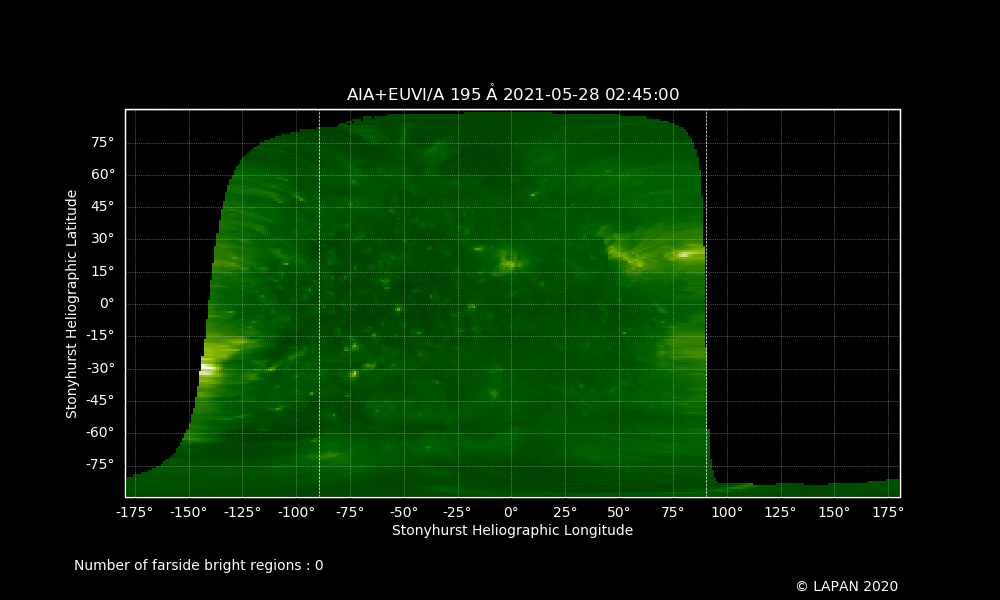 AIA+EUVI/A 195 Å 2021-05-28 02:45:00
Stonyhurst Heliographic Latitude
75°
60°
45°
30°
15°
0°
-15°
-30°
-45°
-60°
-75°
-175° -150° -125° -100° -75° -50° -25° 0° 25° 50° 75° 100° 125° 150° 175°
Stonyhurst Heliographic Longitude
Number of farside bright regions : 0
© LAPAN 2020